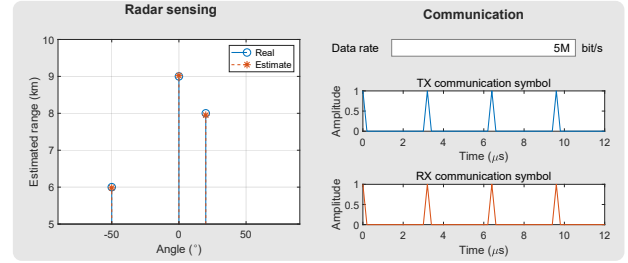 Radar sensing
10
9
8
7
6
5
Estimated range (km)
-50
0
50
Angle (°)
Real
Estimate
Communication
Data rate
5M
bit/s
TX communication symbol
1
0.5
0
Amplitude
0 2 4 6 8 10 12
Time (μs)
RX communication symbol
1
0.5
0
Amplitude
0 2 4 6 8 10 12
Time (μs)